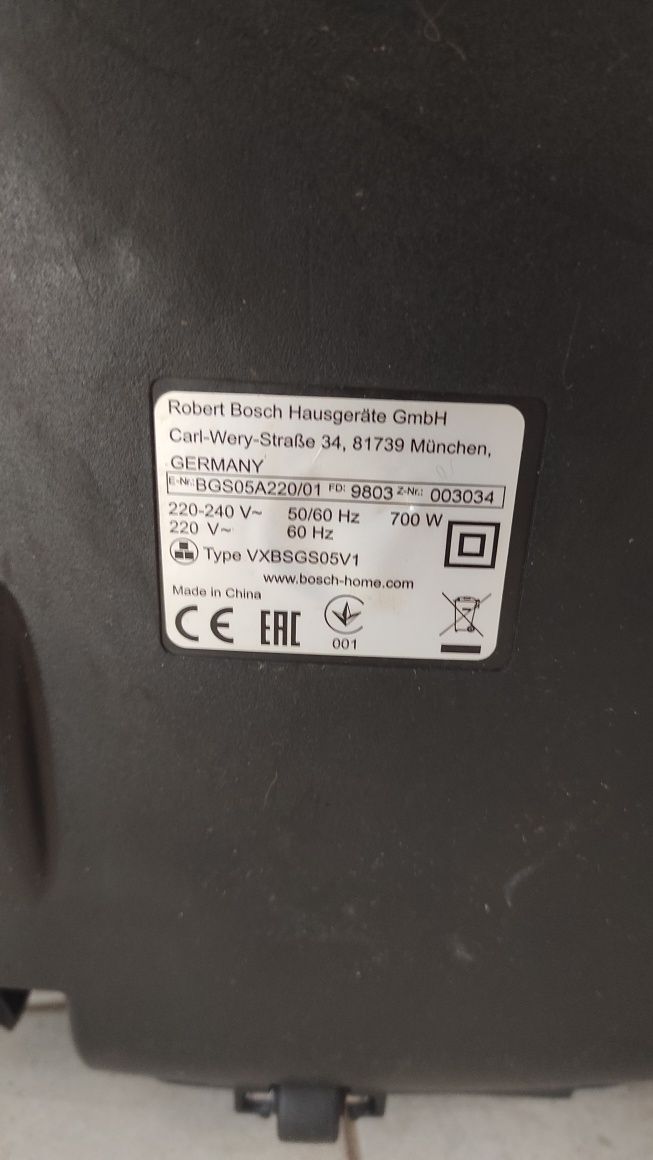 Robert Bosch Hausgeräte GmbH
Carl-Wery-Straße 34, 81739 München,
GERMANY
E-Nr.: BGS05A220/01 FD: 9803 Z-Nr.: 003034
220-240 V~ 50/60 Hz 700 W
220 V~ 60 Hz
Type VXBSGS05V1
www.bosch-home.com
Made in China
CE EAC 001